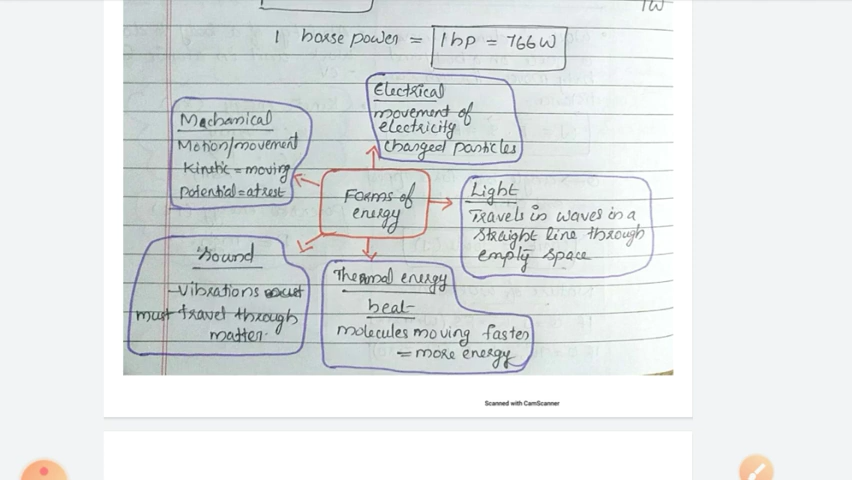 1 horse power = 1 hp = 766W
Electrical
movement of
electricity
charged particles
Mechanical
Motion/movement
Kinetic = moving
potential = at rest
Forms of
energy
Light
Travels in waves in a
straight line through
empty space
Sound
-Vibrations
must travel through
matter.
Thermal energy
heat-
molecules moving faster
= more energy
Scanned with CamScanner